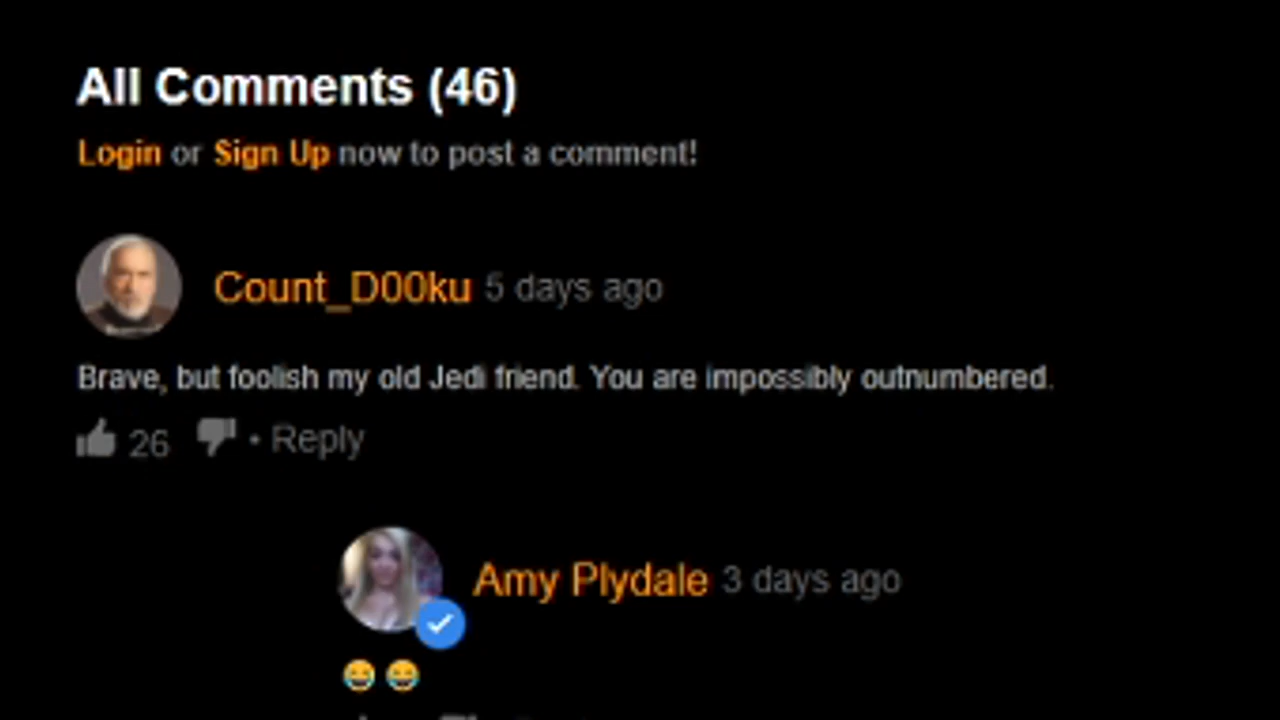 All Comments (46)
Login or Sign Up now to post a comment!
Count_D00ku 5 days ago
Brave, but foolish my old Jedi friend. You are impossibly outnumbered.
26 • Reply
Amy Plydale 3 days ago
😂 😂